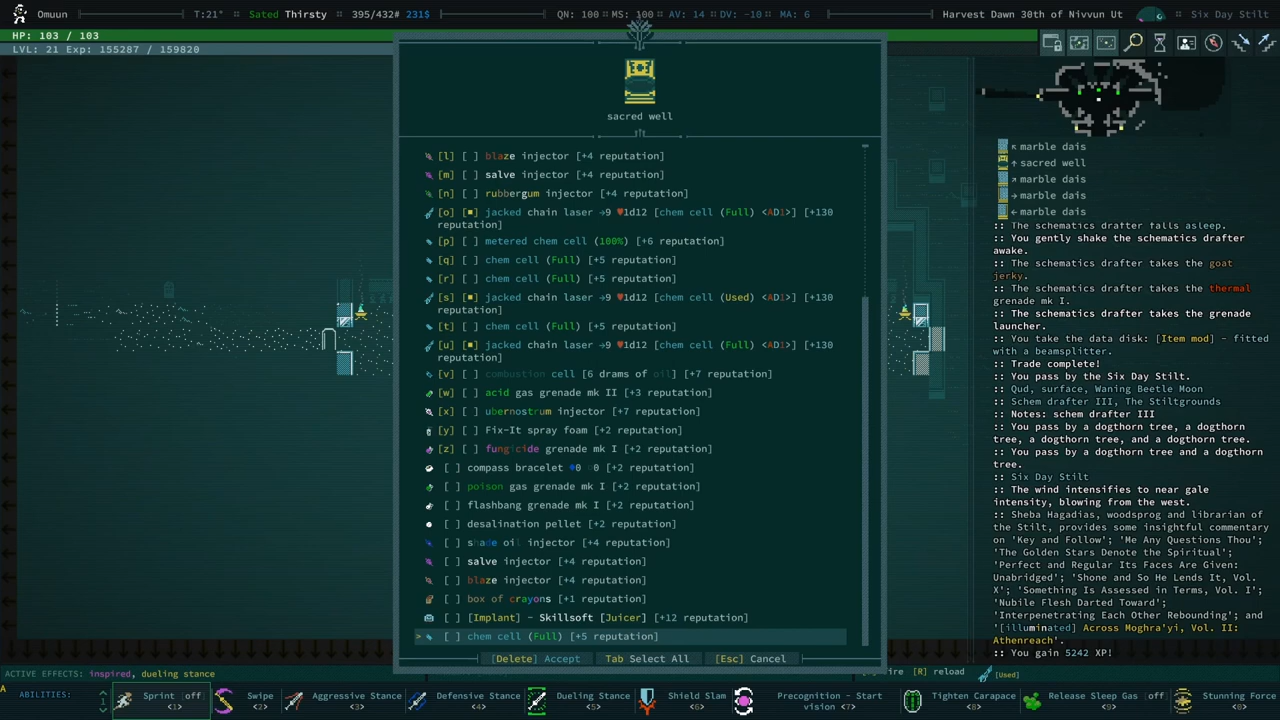 Omuun T:21° Sated Thirsty 395/432# 231$ QN: 100 MS: 100 AV: 14 DV: -10 MA: 6 Harvest Dawn 30th of Nivvun Ut Six Day Stilt
HP: 103 / 103
LVL: 21 Exp: 155287 / 159820
sacred well
[l] [ ] blaze injector [+4 reputation]
[m] [ ] salve injector [+4 reputation]
[n] [ ] rubbergum injector [+4 reputation]
[o] [■] jacked chain laser →9 ♥1d12 [chem cell (Full) <AD1>] [+130
reputation]
[p] [ ] metered chem cell (100%) [+6 reputation]
[q] [ ] chem cell (Full) [+5 reputation]
[r] [ ] chem cell (Full) [+5 reputation]
[s] [■] jacked chain laser →9 ♥1d12 [chem cell (Used) <AD1>] [+130
reputation]
[t] [ ] chem cell (Full) [+5 reputation]
[u] [■] jacked chain laser →9 ♥1d12 [chem cell (Full) <AD1>] [+130
reputation]
[v] [ ] combustion cell [6 drams of oil] [+7 reputation]
[w] [ ] acid gas grenade mk II [+3 reputation]
[x] [ ] ubernostrum injector [+7 reputation]
[y] [ ] Fix-It spray foam [+2 reputation]
[z] [ ] fungicide grenade mk I [+2 reputation]
[ ] compass bracelet ♦0 ○0 [+2 reputation]
[ ] poison gas grenade mk I [+2 reputation]
[ ] flashbang grenade mk I [+2 reputation]
[ ] desalination pellet [+2 reputation]
[ ] shade oil injector [+4 reputation]
[ ] salve injector [+4 reputation]
[ ] blaze injector [+4 reputation]
[ ] box of crayons [+1 reputation]
[ ] [Implant] - Skillsoft [Juicer] [+12 reputation]
> [ ] chem cell (Full) [+5 reputation]
[Delete] Accept Tab Select All [Esc] Cancel
↖ marble dais
↑ sacred well
↗ marble dais
→ marble dais
← marble dais
:: The schematics drafter falls asleep.
:: You gently shake the schematics drafter
awake.
:: The schematics drafter takes the goat
jerky.
:: The schematics drafter takes the thermal
grenade mk I.
:: The schematics drafter takes the grenade
launcher.
:: You take the data disk: [Item mod] - fitted
with a beamsplitter.
:: Trade complete!
:: You pass by the Six Day Stilt.
:: Qud, surface, Waning Beetle Moon
:: Schem drafter III, The Stiltgrounds
:: Notes: schem drafter III
:: You pass by a dogthorn tree, a dogthorn
tree, a dogthorn tree, and a dogthorn tree.
:: You pass by a dogthorn tree and a dogthorn
tree.
:: Six Day Stilt
:: The wind intensifies to near gale
intensity, blowing from the west.
:: Sheba Hagadias, woodsprog and librarian of
the Stilt, provides some insightful commentary
on 'Key and Follow'; 'Me Any Questions Thou';
'The Golden Stars Denote the Spiritual';
'Perfect and Regular Its Faces Are Given:
Unabridged'; 'Shone and So He Lends It, Vol.
X'; 'Something Is Assessed in Terms, Vol. I';
'Nubile Flesh Darted Toward';
'Interpenetrating Each Other Rebounding'; and
'[illuminated] Across Moghra'yi, Vol. II:
Athenreach'.
:: You gain 5242 XP!
ACTIVE EFFECTS: inspired, dueling stance
[R] reload [Used]
A
ABILITIES: Sprint [off] <1> Swipe <2> Aggressive Stance <3> Defensive Stance <4> Dueling Stance <5> Shield Slam <6> Precognition - Start vision <7> Tighten Carapace <8> Release Sleep Gas [off] <9> Stunning Force <0>